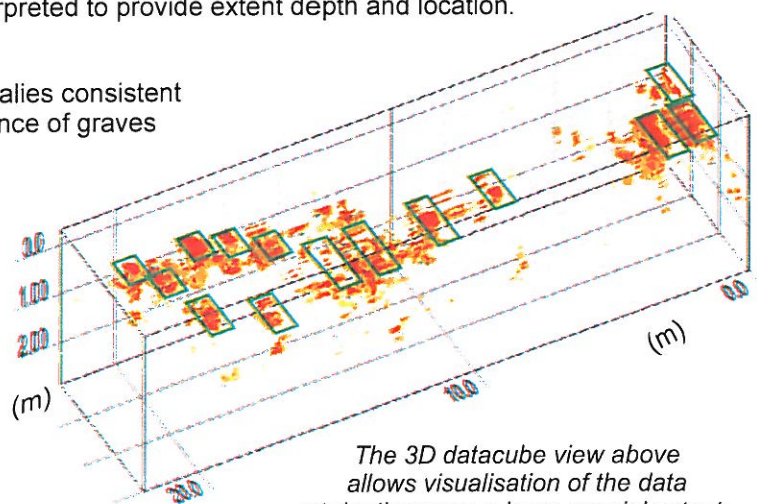 rpreted to provide extent depth and location.
alies consistent
nce of graves
0.0
1.00
2.00
(m)
20.0
10.0
(m)
0.0
The 3D datacube view above
allows visualisation of the data